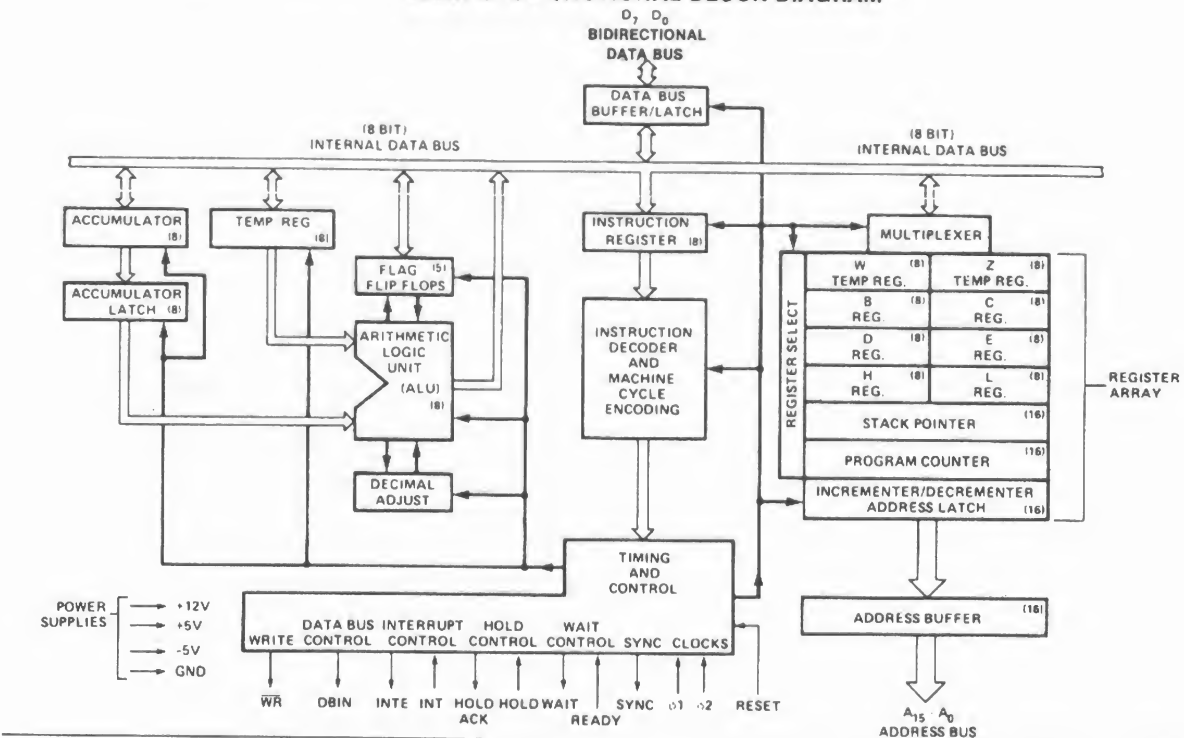 D7 D0
BIDIRECTIONAL
DATA BUS
DATA BUS
BUFFER/LATCH
(8 BIT)
INTERNAL DATA BUS
(8 BIT)
INTERNAL DATA BUS
ACCUMULATOR
(8)
TEMP REG
(8)
INSTRUCTION
REGISTER (8)
MULTIPLEXER
FLAG (5)
FLIP FLOPS
ACCUMULATOR
LATCH (8)
ARITHMETIC
LOGIC
UNIT
(ALU)
(8)
DECIMAL
ADJUST
INSTRUCTION
DECODER
AND
MACHINE
CYCLE
ENCODING
REGISTER SELECT
W (8)
TEMP REG.
Z (8)
TEMP REG.
B (8)
REG.
C (8)
REG.
D (8)
REG.
E (8)
REG.
H (8)
REG.
L (8)
REG.
STACK POINTER (16)
PROGRAM COUNTER (16)
INCREMENTER/DECREMENTER
ADDRESS LATCH (16)
REGISTER
ARRAY
TIMING
AND
CONTROL
WRITE
DATA BUS
CONTROL
INTERRUPT
CONTROL
HOLD
CONTROL
WAIT
CONTROL
SYNC
CLOCKS
POWER
SUPPLIES
+12V
+5V
-5V
GND
ADDRESS BUFFER (16)
WR
DBIN
INTE
INT
HOLD
ACK
HOLD
WAIT
READY
SYNC
ϕ1
ϕ2
RESET
A15 - A0
ADDRESS BUS